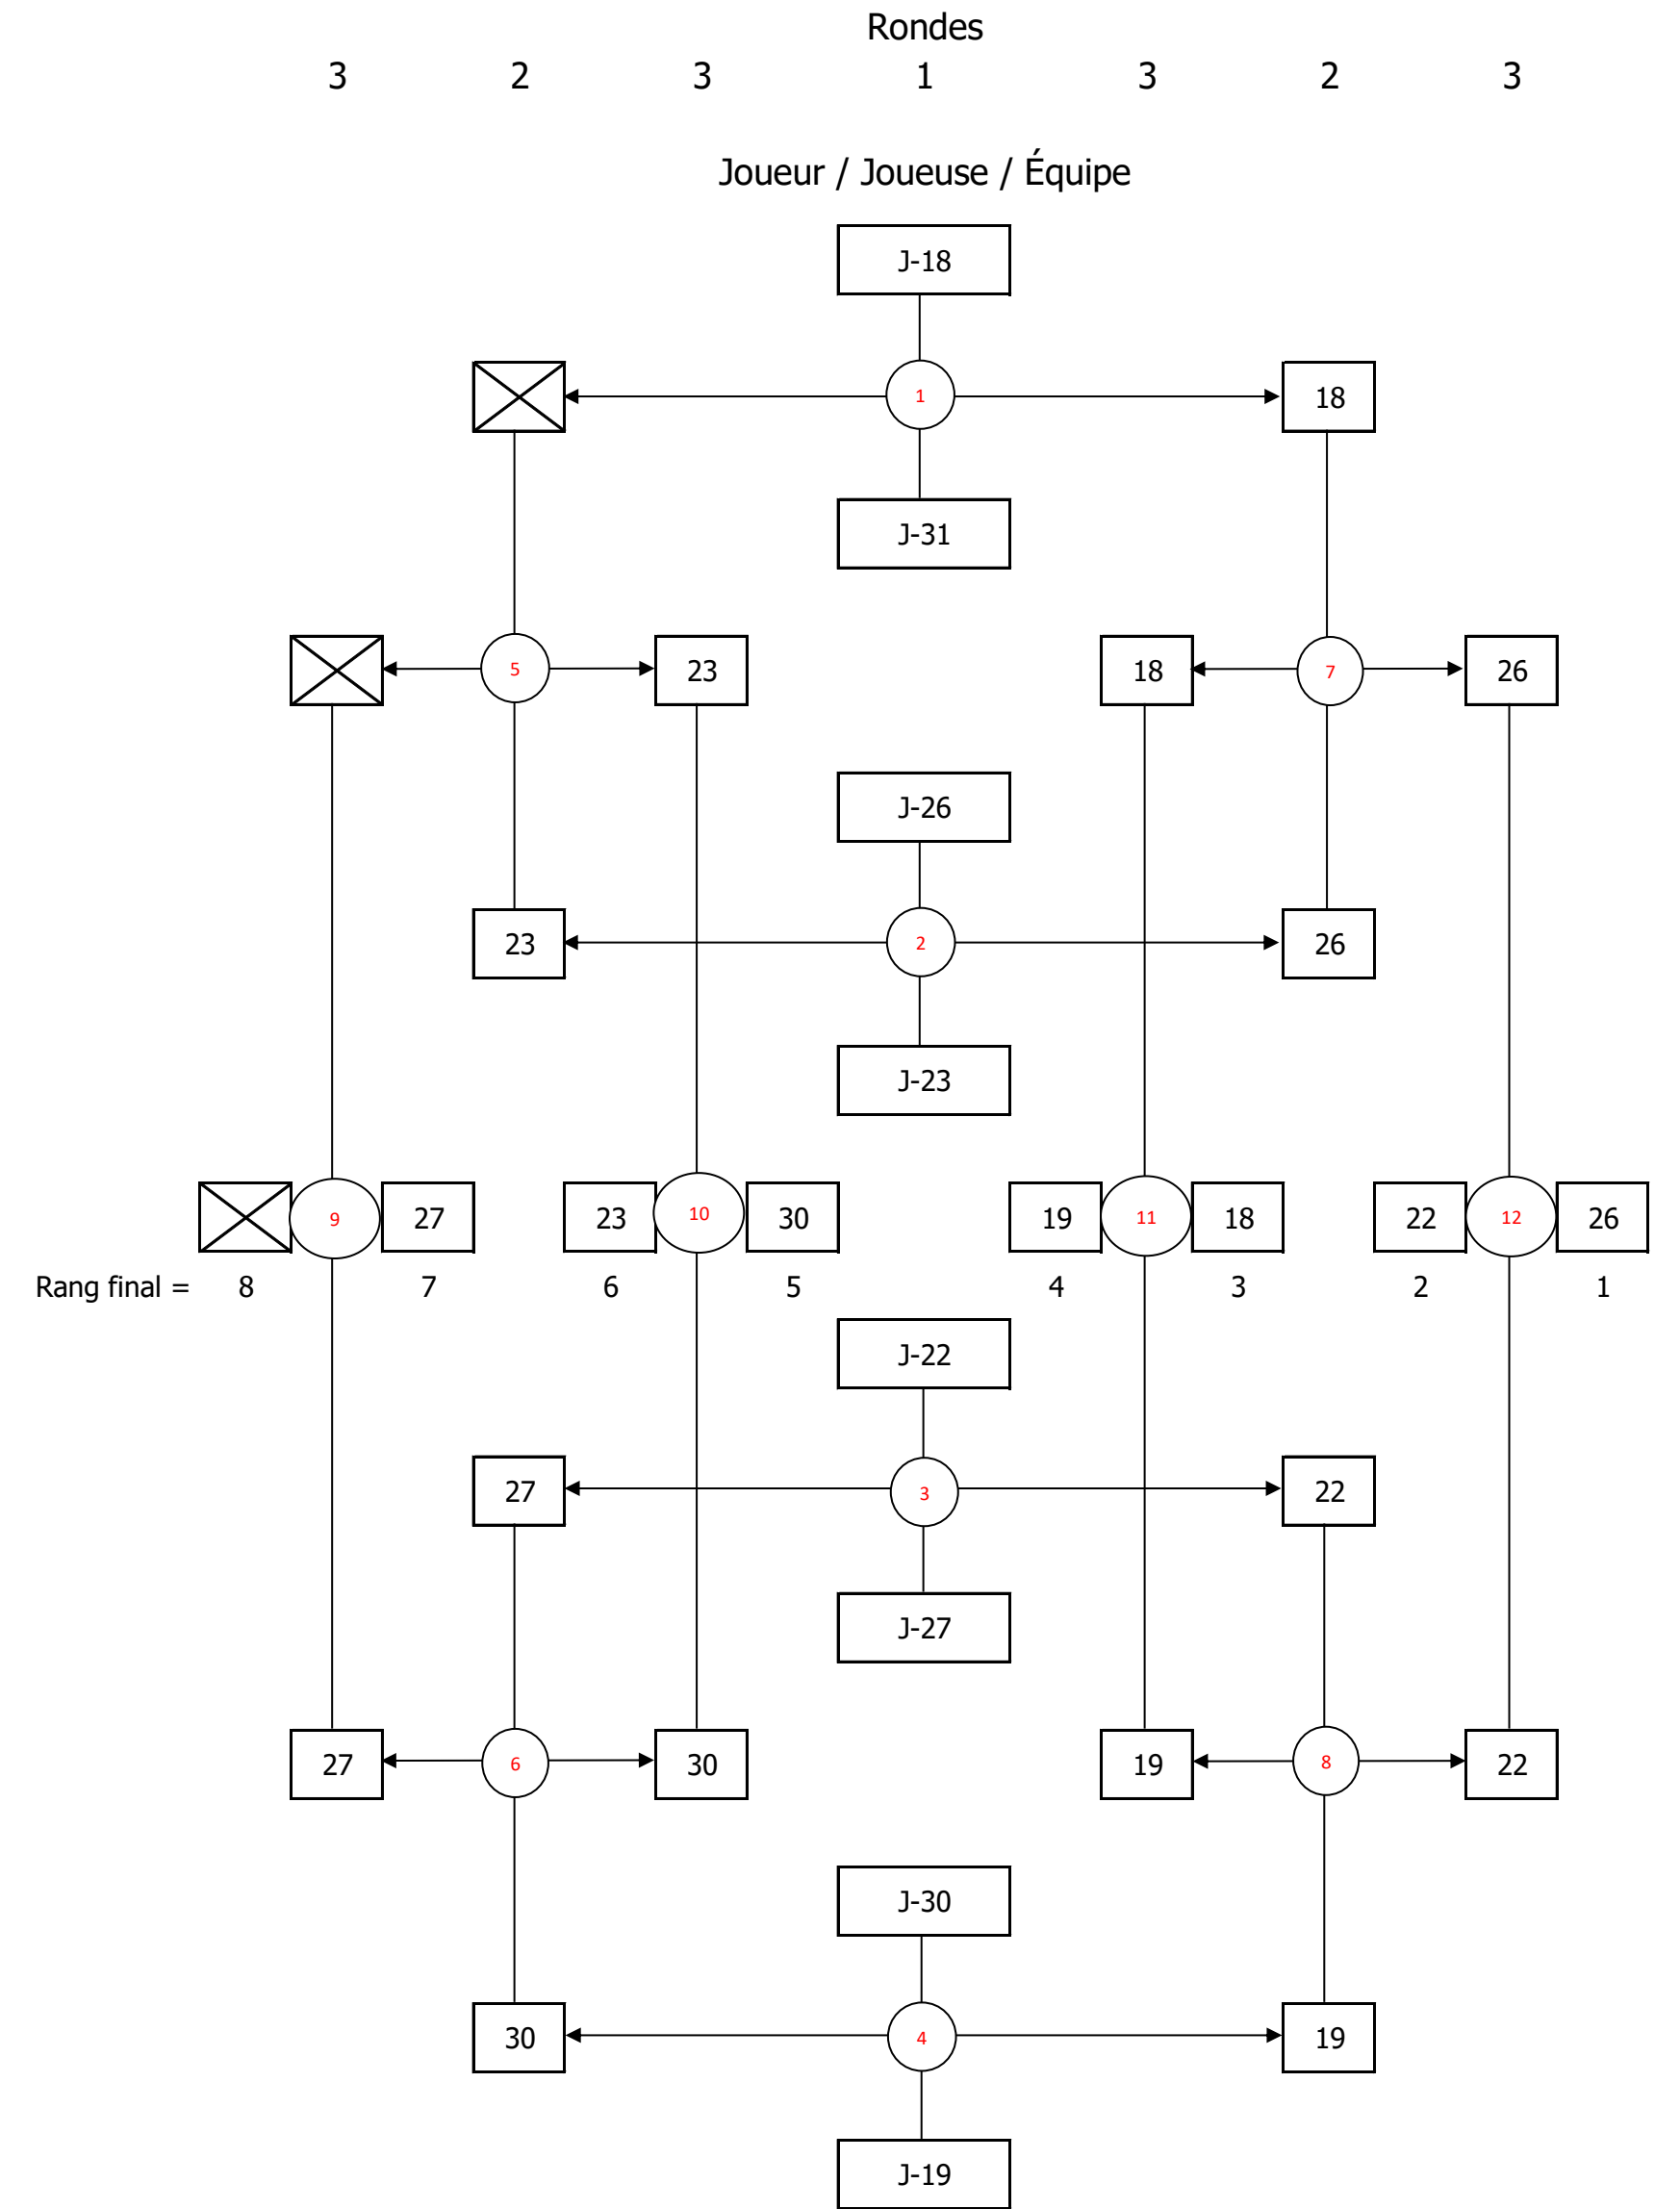 Rondes
3 2 3 1 3 2 3
Joueur / Joueuse / Équipe
J-18
1 18
J-31
5 23 18 7 26
J-26
23 2 26
J-23
9 27 23 10 30 19 11 18 22 12 26
Rang final = 8 7 6 5 4 3 2 1
J-22
27 3 22
J-27
27 6 30 19 8 22
J-30
30 4 19
J-19